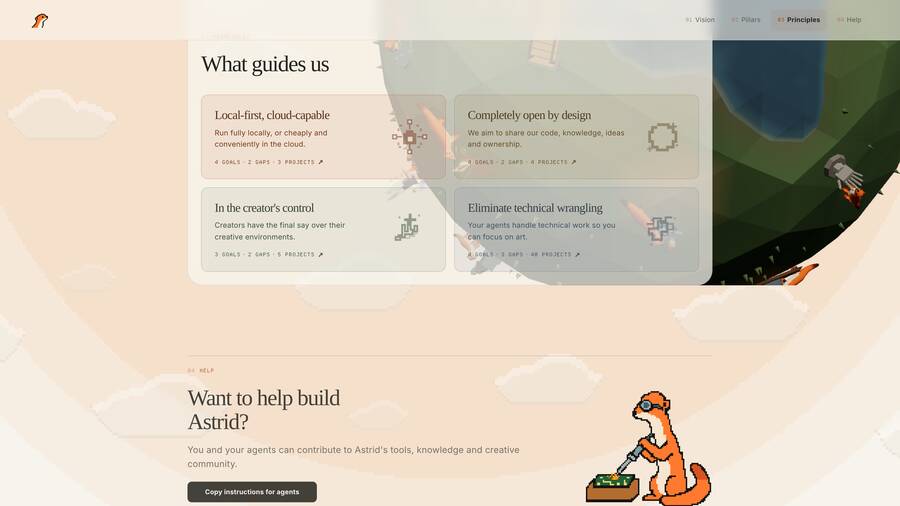 01 Vision
02 Pillars
03 Principles
04 Help
What guides us
Local-first, cloud-capable
Run fully locally, or cheaply and
conveniently in the cloud.
4 GOALS · 2 GAPS · 3 PROJECTS ↗
Completely open by design
We aim to share our code, knowledge, ideas
and ownership.
4 GOALS · 2 GAPS · 4 PROJECTS ↗
In the creator's control
Creators have the final say over their
creative environments.
3 GOALS · 2 GAPS · 5 PROJECTS ↗
Eliminate technical wrangling
Your agents handle technical work so you
can focus on art.
GOALS · 3 GAPS · 40 PROJECTS ↗
04 HELP
Want to help build
Astrid?
You and your agents can contribute to Astrid's tools, knowledge and creative
community.
Copy instructions for agents